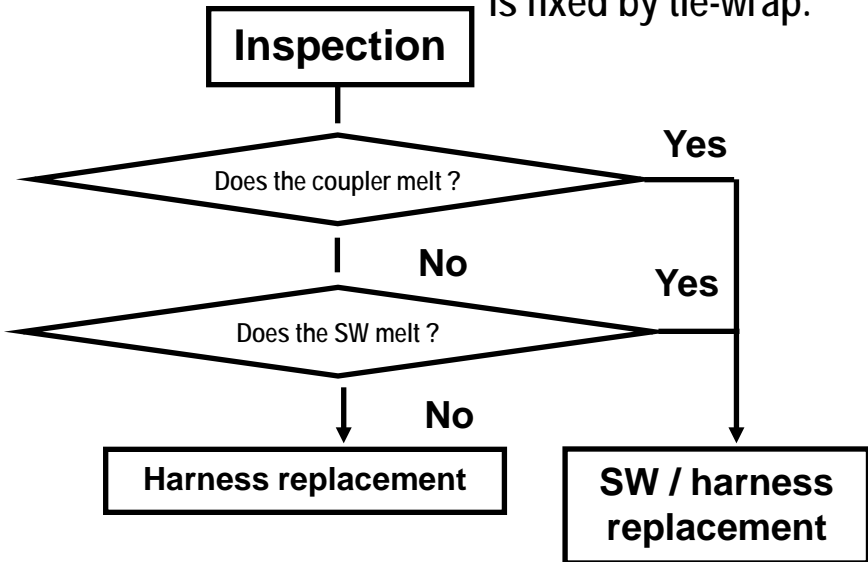 is fixed by tie-wrap.
Inspection
Yes
Does the coupler melt ?
No
Yes
Does the SW melt ?
No
Harness replacement
SW / harness
replacement